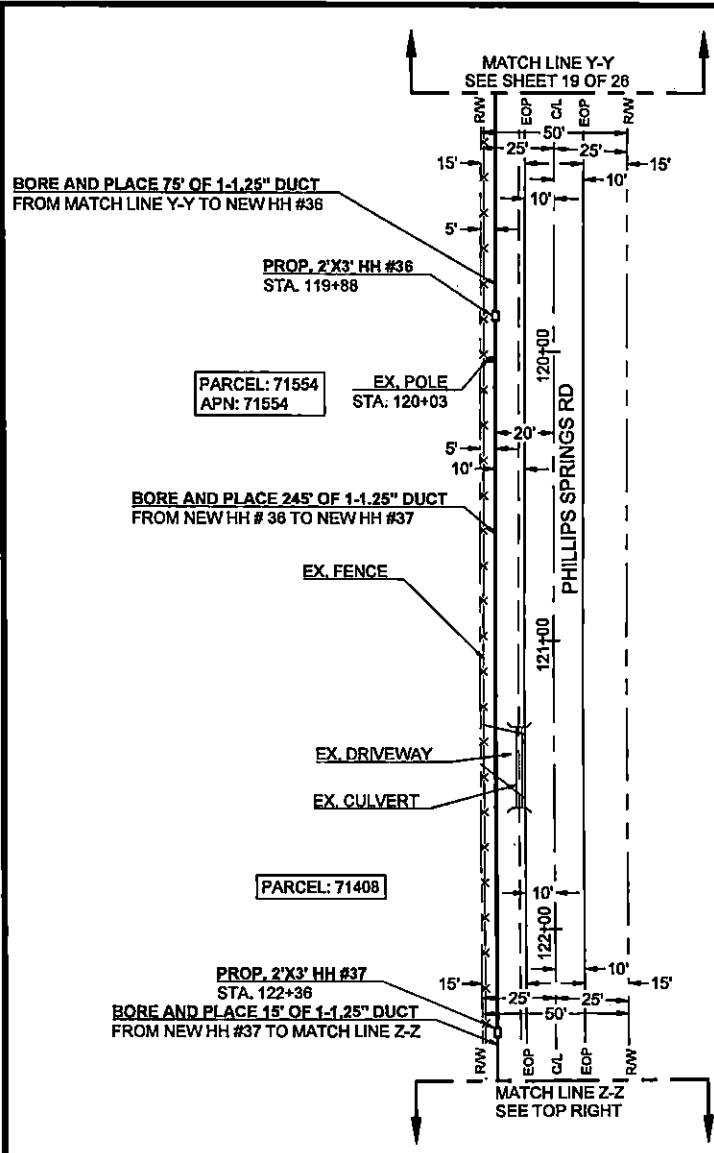 MATCH LINE Y-Y
SEE SHEET 19 OF 26
R/W
EOP
C/L
EOP
R/W
50'
25'
25'
15'
15'
10'
10'
BORE AND PLACE 75' OF 1-1.25" DUCT
FROM MATCH LINE Y-Y TO NEW HH #36
5'
PROP. 2'X3' HH #36
STA. 119+88
120+00
PARCEL: 71554
APN: 71554
EX. POLE
STA: 120+03
PHILLIPS SPRINGS RD
20'
5'
10'
BORE AND PLACE 245' OF 1-1.25" DUCT
FROM NEW HH # 36 TO NEW HH #37
EX. FENCE
121+00
EX. DRIVEWAY
EX. CULVERT
PARCEL: 71408
10'
122+00
10'
PROP. 2'X3' HH #37
STA. 122+36
15'
15'
25'
25'
BORE AND PLACE 15' OF 1-1.25" DUCT
FROM NEW HH #37 TO MATCH LINE Z-Z
50'
R/W
EOP
C/L
EOP
R/W
MATCH LINE Z-Z
SEE TOP RIGHT